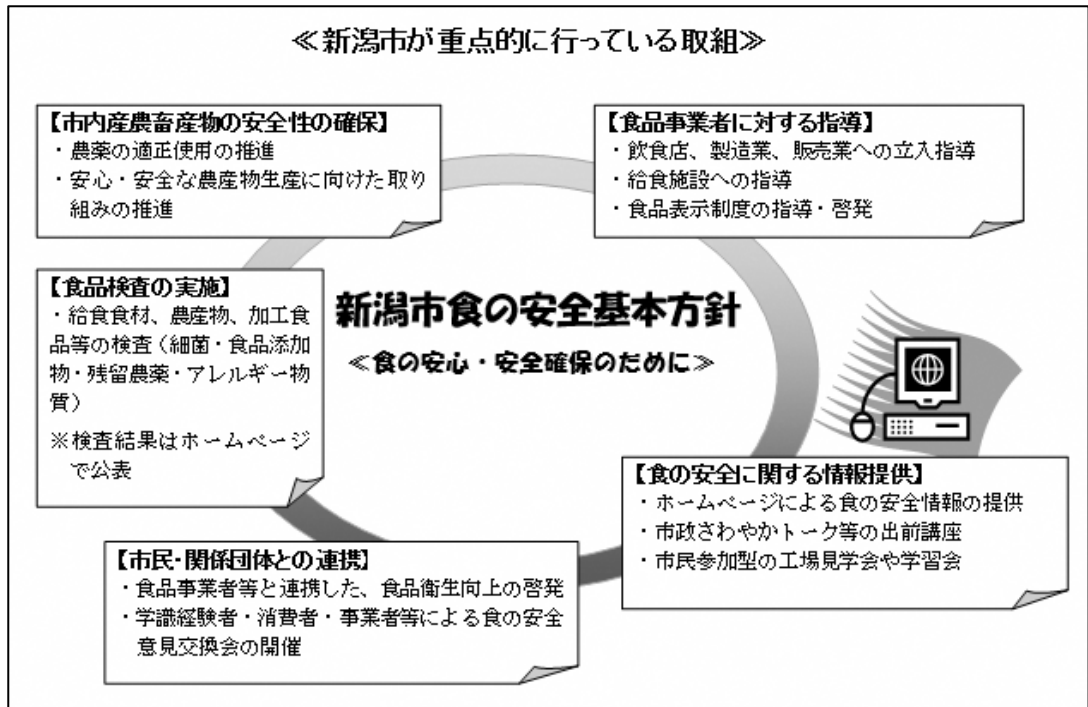 ≪新潟市が重点的に行っている取組≫
【市内産農畜産物の安全性の確保】
・農薬の適正使用の推進
・安心・安全な農産物生産に向けた取り
組みの推進
【食品事業者に対する指導】
・飲食店、製造業、販売業への立入指導
・給食施設への指導
・食品表示制度の指導・啓発
【食品検査の実施】
・給食食材、農産物、加工食
品等の検査（細菌・食品添加
物・残留農薬・アレルギー物
質）
※検査結果はホームページ
で公表
新潟市食の安全基本方針
≪食の安心・安全確保のために≫
【食の安全に関する情報提供】
・ホームページによる食の安全情報の提供
・市政さわやかトーク等の出前講座
・市民参加型の工場見学会や学習会
【市民・関係団体との連携】
・食品事業者等と連携した、食品衛生向上の啓発
・学識経験者・消費者・事業者等による食の安全
意見交換会の開催